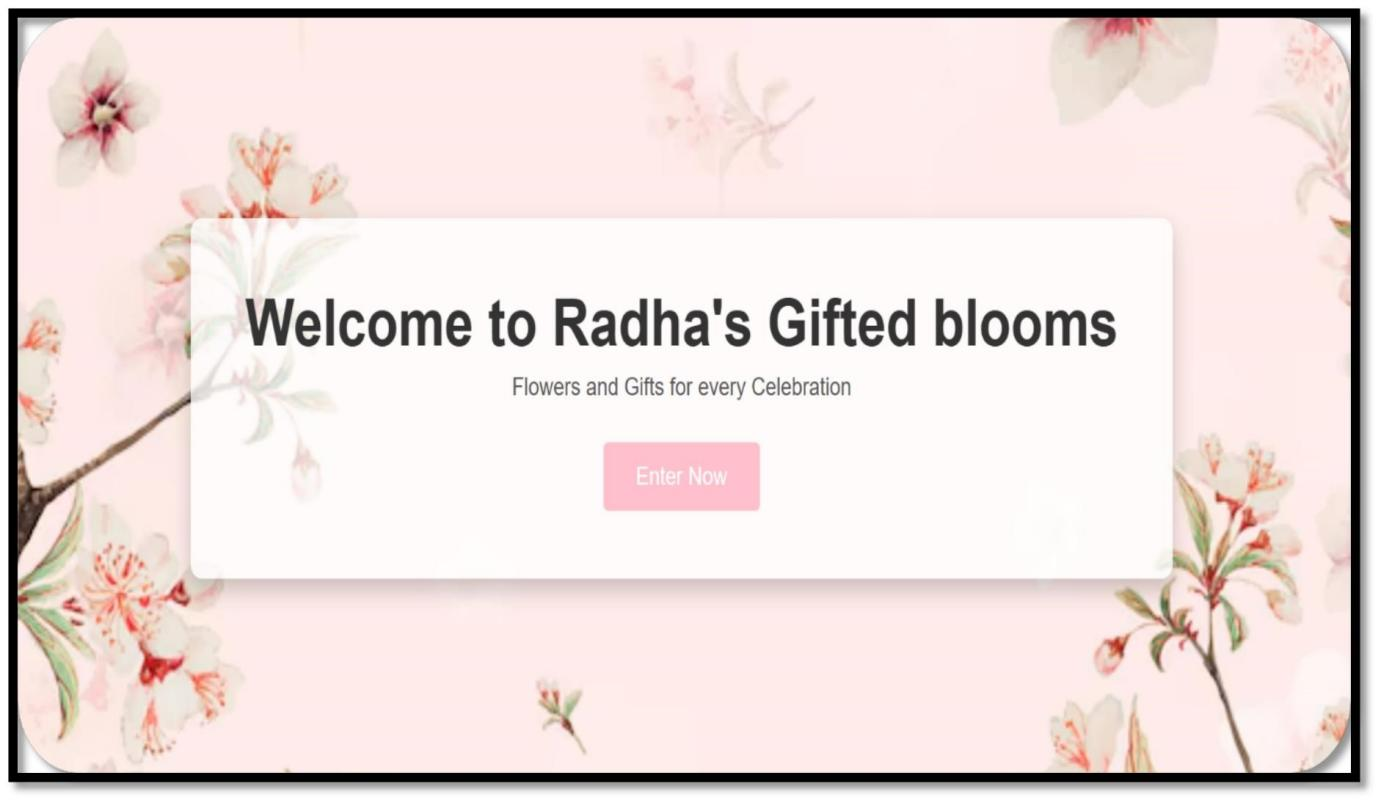 Welcome to Radha's Gifted blooms
Flowers and Gifts for every Celebration
Enter Now